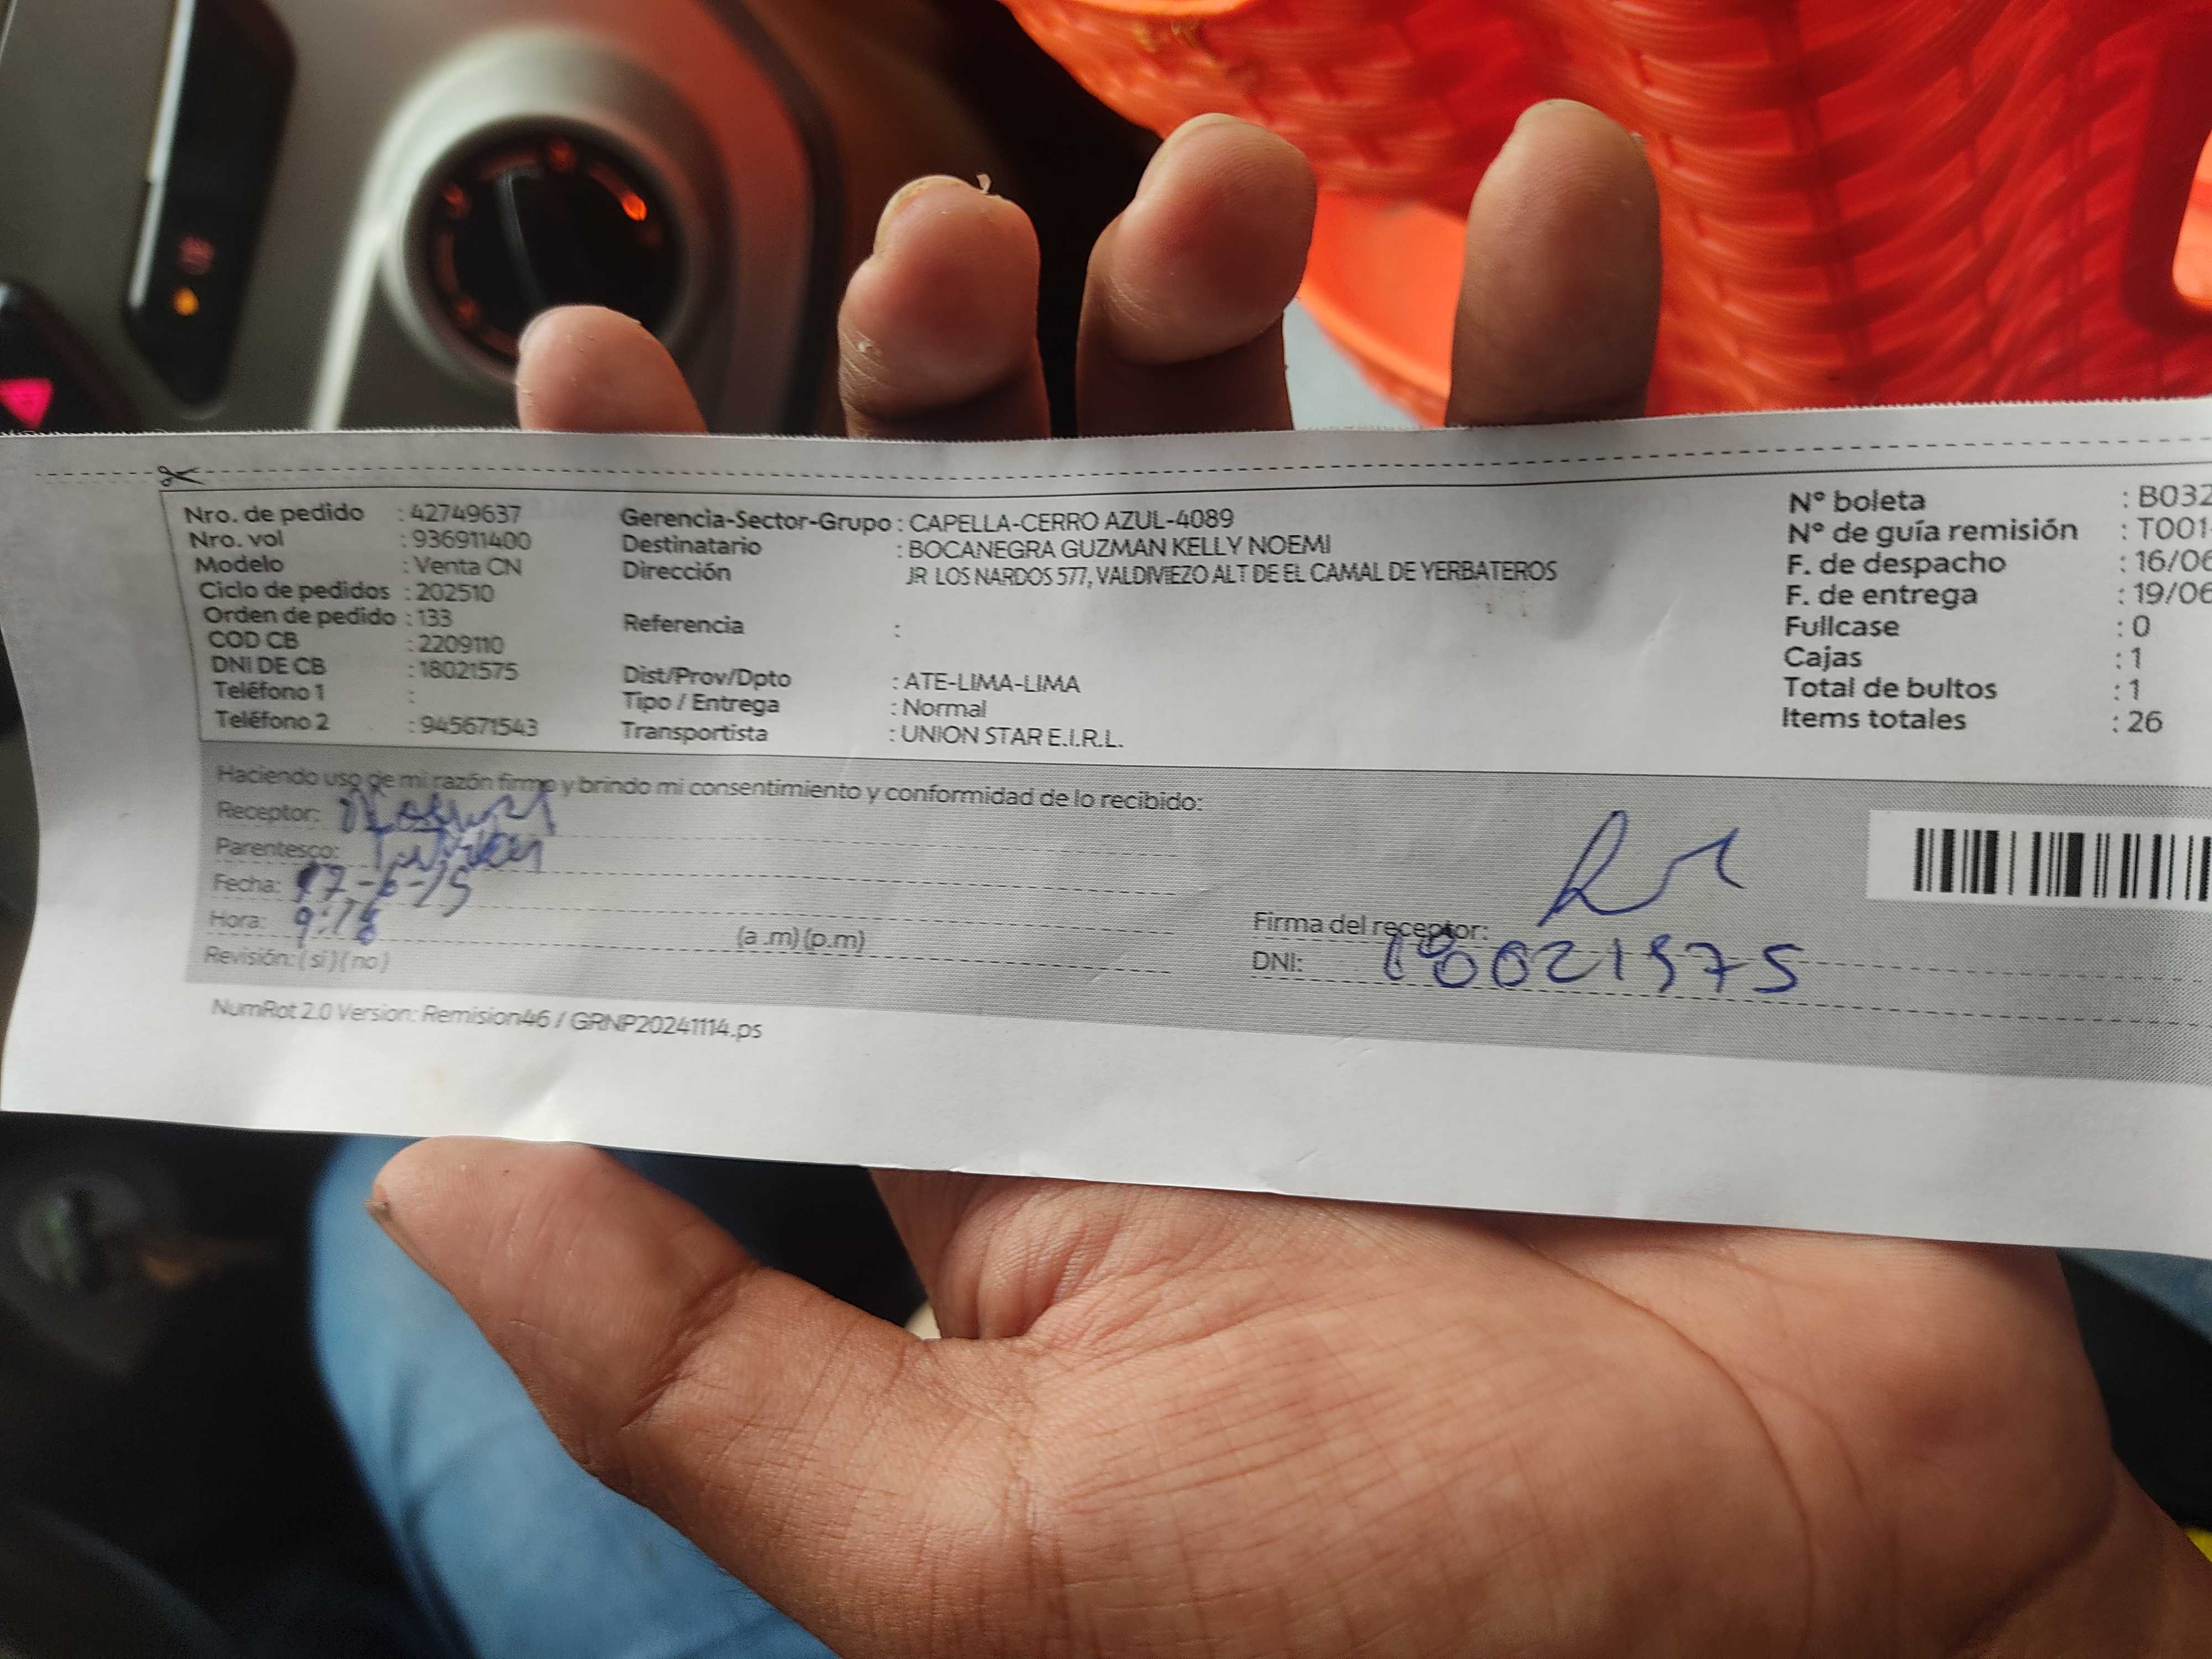 Nro. de pedido : 42749637
Nro. vol : 936911400
Modelo : Venta CN
Ciclo de pedidos : 202510
Orden de pedido : 133
COD CB : 2209110
DNI DE CB : 18021575
Teléfono 1 :
Teléfono 2 : 945671543
Gerencia-Sector-Grupo : CAPELLA-CERRO AZUL-4089
Destinatario : BOCANEGRA GUZMAN KELLY NOEMI
Dirección JR LOS NARDOS 577, VALDIVIEZO ALT DE EL CAMAL DE YERBATEROS
Referencia :
Dist/Prov/Dpto : ATE-LIMA-LIMA
Tipo / Entrega : Normal
Transportista : UNION STAR E.I.R.L.
N° boleta : B032
N° de guía remisión : T001-
F. de despacho : 16/06
F. de entrega : 19/06
Fullcase : 0
Cajas : 1
Total de bultos : 1
Items totales : 26
Haciendo uso de mi razón firmo y brindo mi consentimiento y conformidad de lo recibido:
Receptor:
Parentesco:
Fecha: 17-6-25
Hora: 9:18 (a .m) (p.m)
Revisión: ( si ) ( no )
Firma del receptor:
DNI: 18021575
NumRot 2.0 Version: Remision46 / GRNP20241114.ps